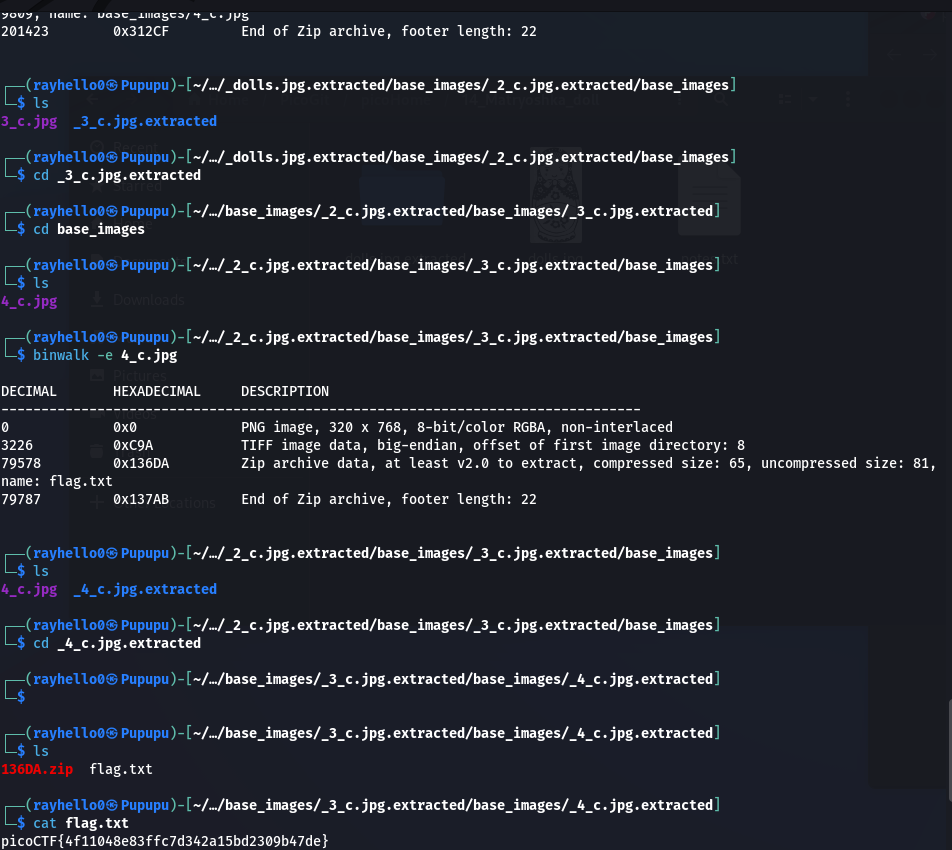 9809, name: base_images/4_c.jpg
201423 0x312CF End of Zip archive, footer length: 22
┌──(rayhello0㉿Pupupu)-[~/…/_dolls.jpg.extracted/base_images/_2_c.jpg.extracted/base_images]
└─$ ls
3_c.jpg _3_c.jpg.extracted
┌──(rayhello0㉿Pupupu)-[~/…/_dolls.jpg.extracted/base_images/_2_c.jpg.extracted/base_images]
└─$ cd _3_c.jpg.extracted
┌──(rayhello0㉿Pupupu)-[~/…/base_images/_2_c.jpg.extracted/base_images/_3_c.jpg.extracted]
└─$ cd base_images
┌──(rayhello0㉿Pupupu)-[~/…/_2_c.jpg.extracted/base_images/_3_c.jpg.extracted/base_images]
└─$ ls
4_c.jpg
┌──(rayhello0㉿Pupupu)-[~/…/_2_c.jpg.extracted/base_images/_3_c.jpg.extracted/base_images]
└─$ binwalk -e 4_c.jpg
DECIMAL HEXADECIMAL DESCRIPTION
--------------------------------------------------------------------------------
0 0x0 PNG image, 320 x 768, 8-bit/color RGBA, non-interlaced
3226 0xC9A TIFF image data, big-endian, offset of first image directory: 8
79578 0x136DA Zip archive data, at least v2.0 to extract, compressed size: 65, uncompressed size: 81,
name: flag.txt
79787 0x137AB End of Zip archive, footer length: 22
┌──(rayhello0㉿Pupupu)-[~/…/_2_c.jpg.extracted/base_images/_3_c.jpg.extracted/base_images]
└─$ ls
4_c.jpg _4_c.jpg.extracted
┌──(rayhello0㉿Pupupu)-[~/…/_2_c.jpg.extracted/base_images/_3_c.jpg.extracted/base_images]
└─$ cd _4_c.jpg.extracted
┌──(rayhello0㉿Pupupu)-[~/…/base_images/_3_c.jpg.extracted/base_images/_4_c.jpg.extracted]
└─$
┌──(rayhello0㉿Pupupu)-[~/…/base_images/_3_c.jpg.extracted/base_images/_4_c.jpg.extracted]
└─$ ls
136DA.zip flag.txt
┌──(rayhello0㉿Pupupu)-[~/…/base_images/_3_c.jpg.extracted/base_images/_4_c.jpg.extracted]
└─$ cat flag.txt
picoCTF{4f11048e83ffc7d342a15bd2309b47de}
Recent
Starred
Downloads
Pictures
Other Locations